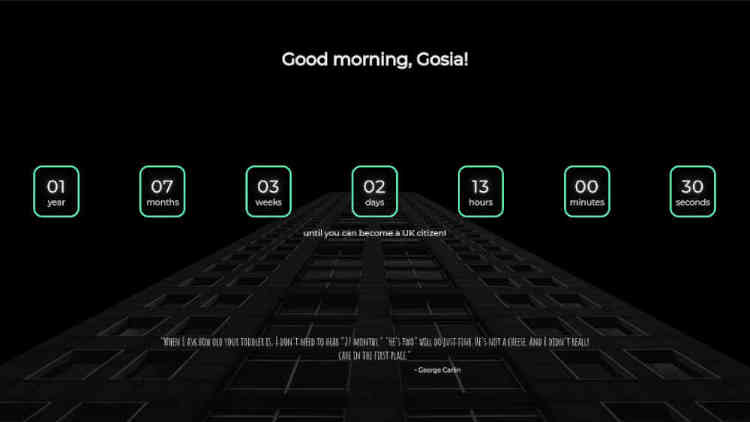 Good morning, Gosia!
01 07 03 02 13 00 30
year months weeks days hours minutes seconds
until you can become a UK citizen!
"When I ask how old your toddler is, I don't need to hear "27 months." "He's two" will do just fine. He's not a cheese. And I didn't really
care in the first place."
- George Carlin